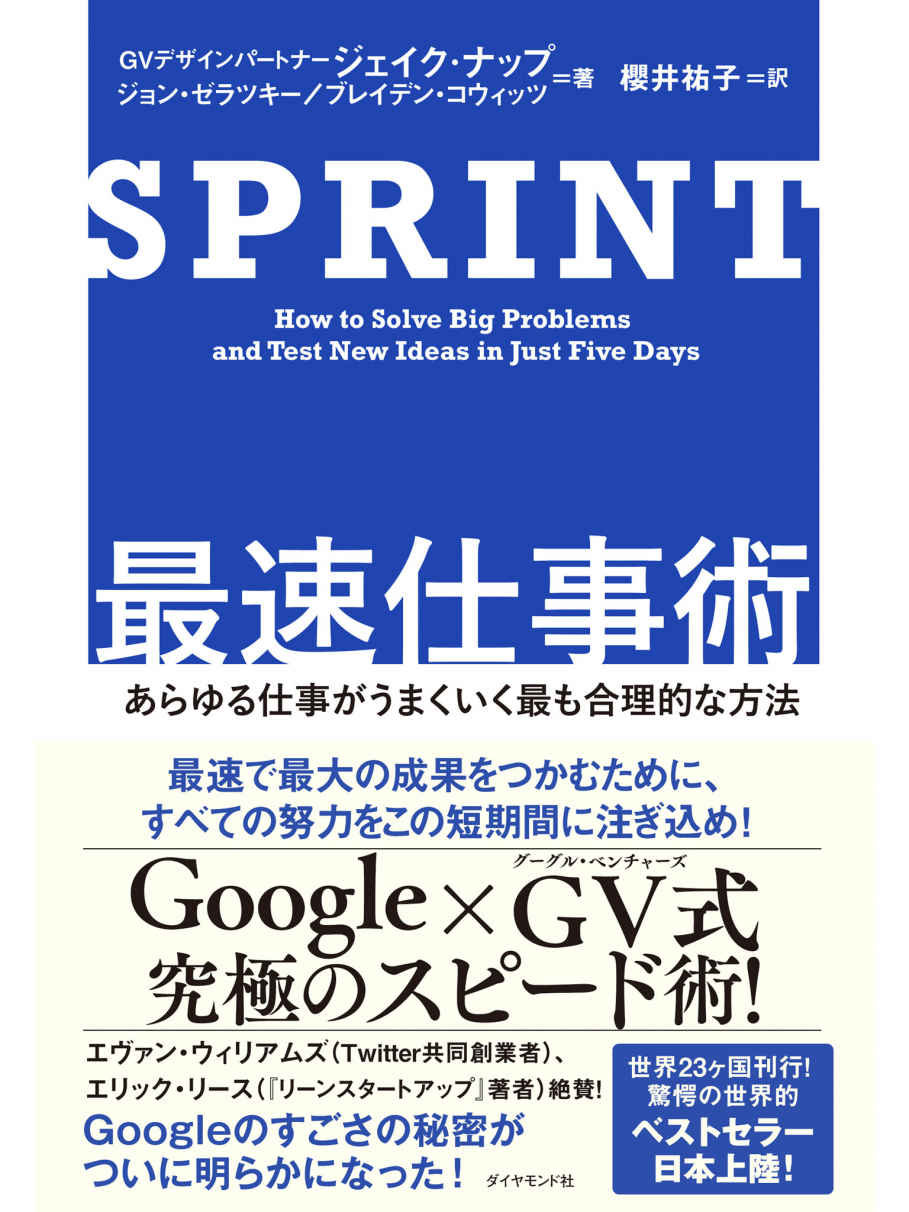 GVデザインパートナー ジェイク・ナップ
ジョン・ゼラツキー/ブレイデン・コウィッツ =著 櫻井祐子=訳
SPRINT
How to Solve Big Problems
and Test New Ideas in Just Five Days
最速仕事術
あらゆる仕事がうまくいく最も合理的な方法
最速で最大の成果をつかむために、
すべての努力をこの短期間に注ぎ込め!
グーグル・ベンチャーズ
Google×GV式
究極のスピード術!
エヴァン・ウィリアムズ(Twitter共同創業者)、
エリック・リース(『リーンスタートアップ』著者)絶賛!
Googleのすごさの秘密が
ついに明らかになった!
ダイヤモンド社
世界23ヶ国刊行!
驚愕の世界的
ベストセラー
日本上陸!